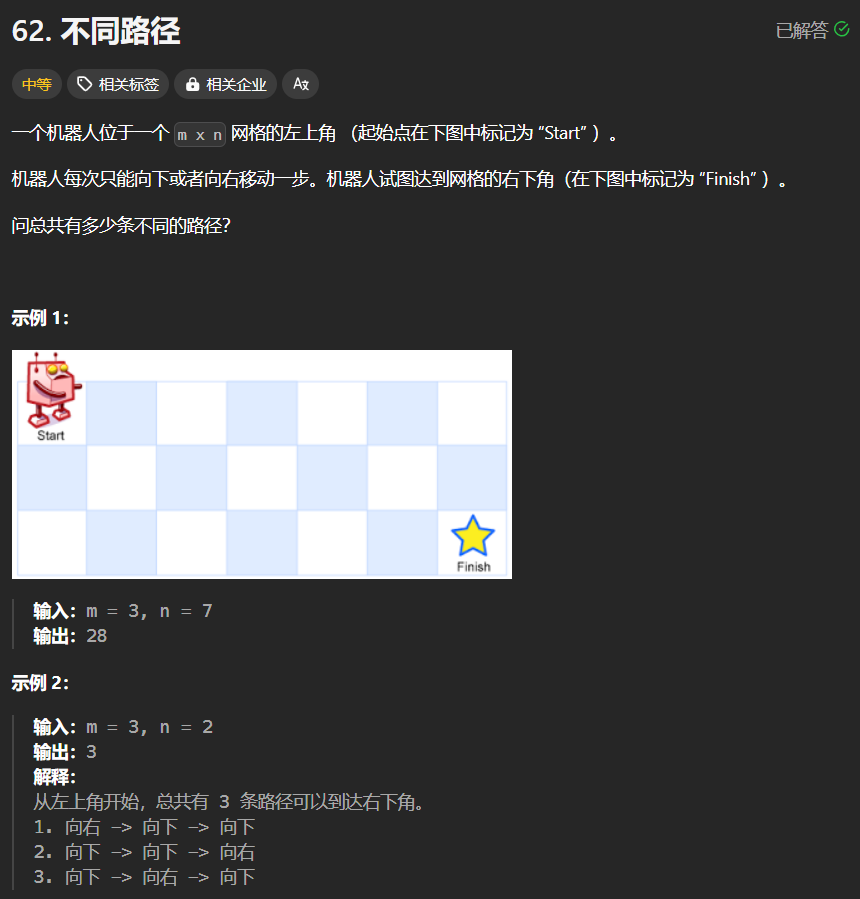 62. 不同路径
已解答
中等 相关标签 相关企业
一个机器人位于一个 m x n 网格的左上角 （起始点在下图中标记为 “Start” ）。
机器人每次只能向下或者向右移动一步。机器人试图达到网格的右下角（在下图中标记为 “Finish” ）。
问总共有多少条不同的路径?
示例 1:
Start
Finish
输入: m = 3, n = 7
输出: 28
示例 2:
输入: m = 3, n = 2
输出: 3
解释:
从左上角开始，总共有 3 条路径可以到达右下角。
1. 向右 -> 向下 -> 向下
2. 向下 -> 向下 -> 向右
3. 向下 -> 向右 -> 向下